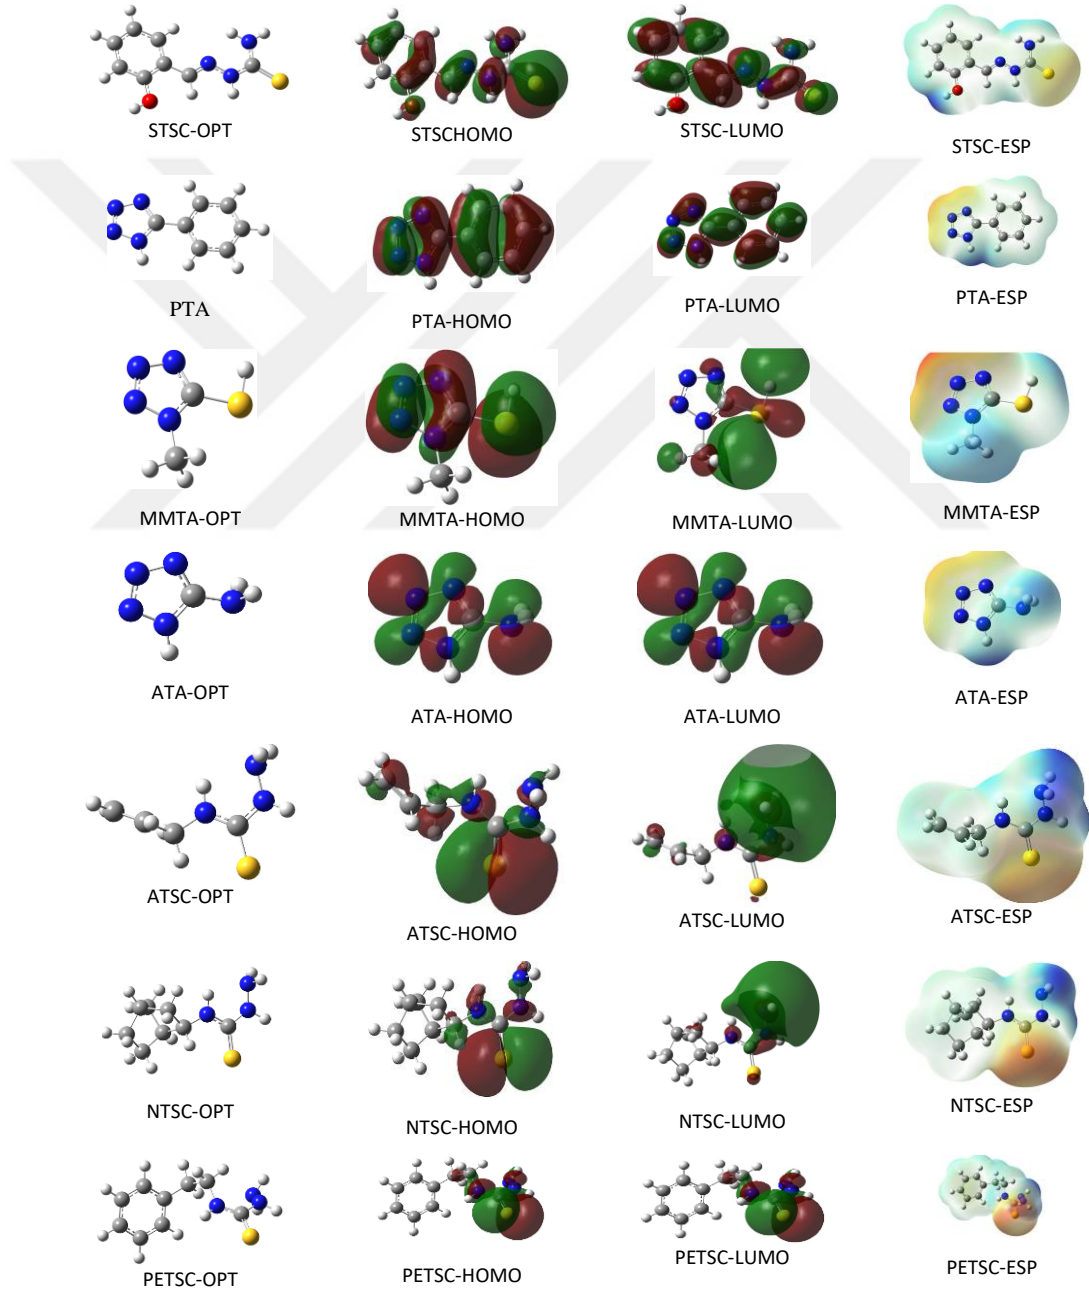 STSC-OPT
STSCHOMO
STSC-LUMO
STSC-ESP
PTA
PTA-HOMO
PTA-LUMO
PTA-ESP
MMTA-OPT
MMTA-HOMO
MMTA-LUMO
MMTA-ESP
ATA-OPT
ATA-HOMO
ATA-LUMO
ATA-ESP
ATSC-OPT
ATSC-HOMO
ATSC-LUMO
ATSC-ESP
NTSC-OPT
NTSC-HOMO
NTSC-LUMO
NTSC-ESP
PETSC-OPT
PETSC-HOMO
PETSC-LUMO
PETSC-ESP